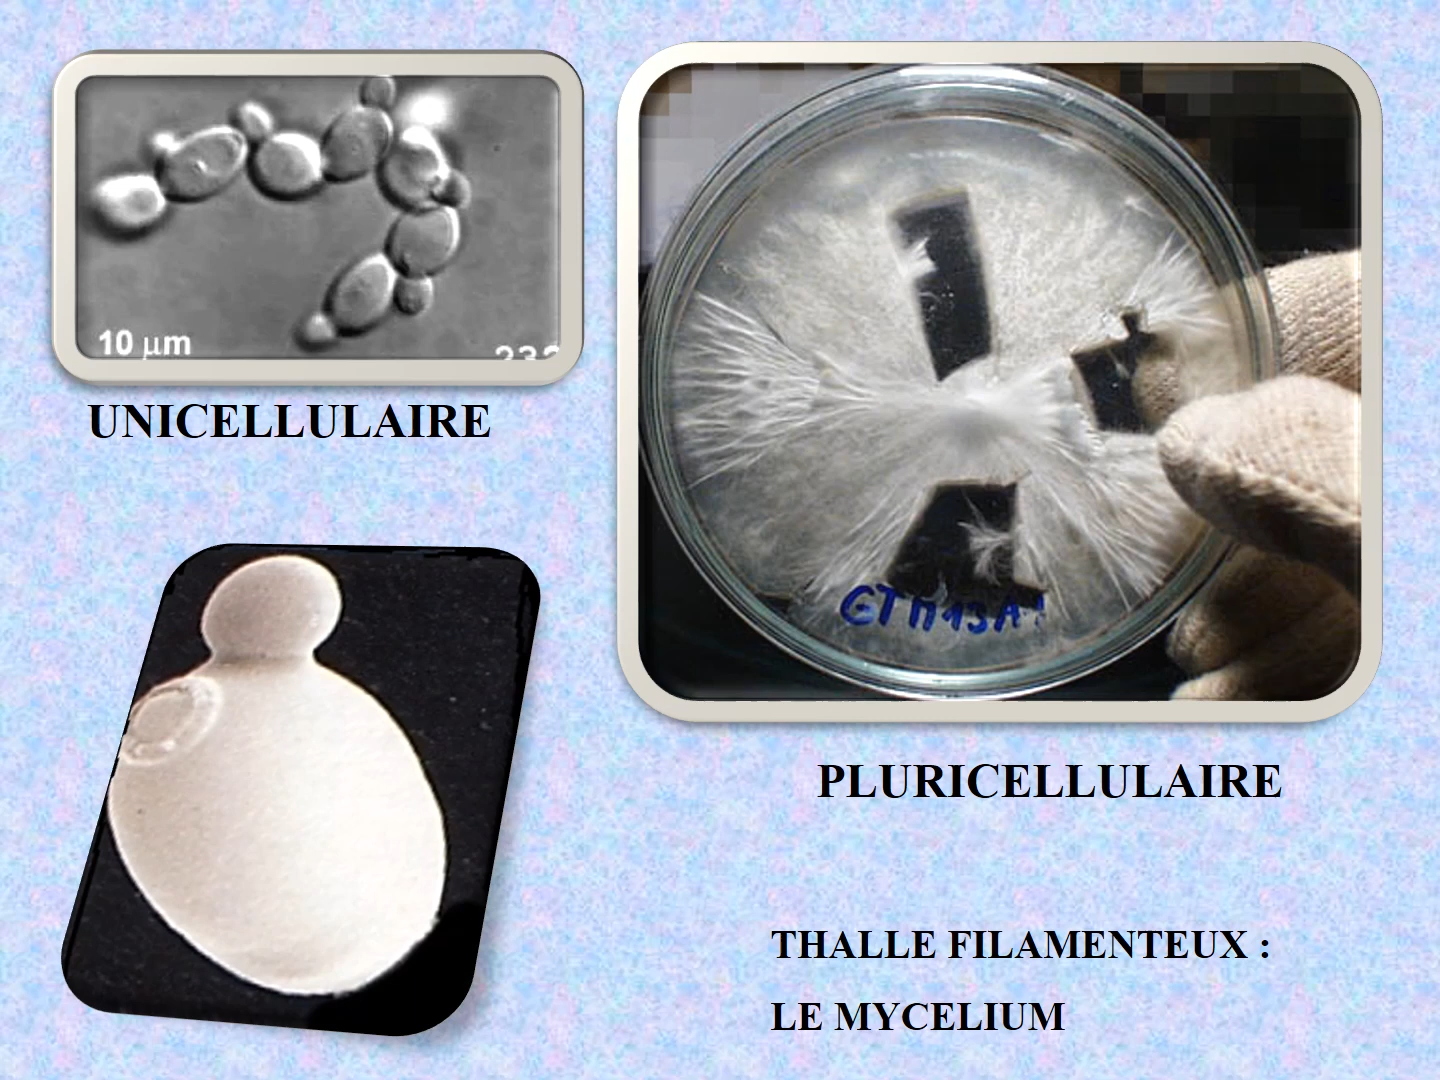 10 µm
UNICELLULAIRE
PLURICELLULAIRE
THALLE FILAMENTEUX :
LE MYCELIUM